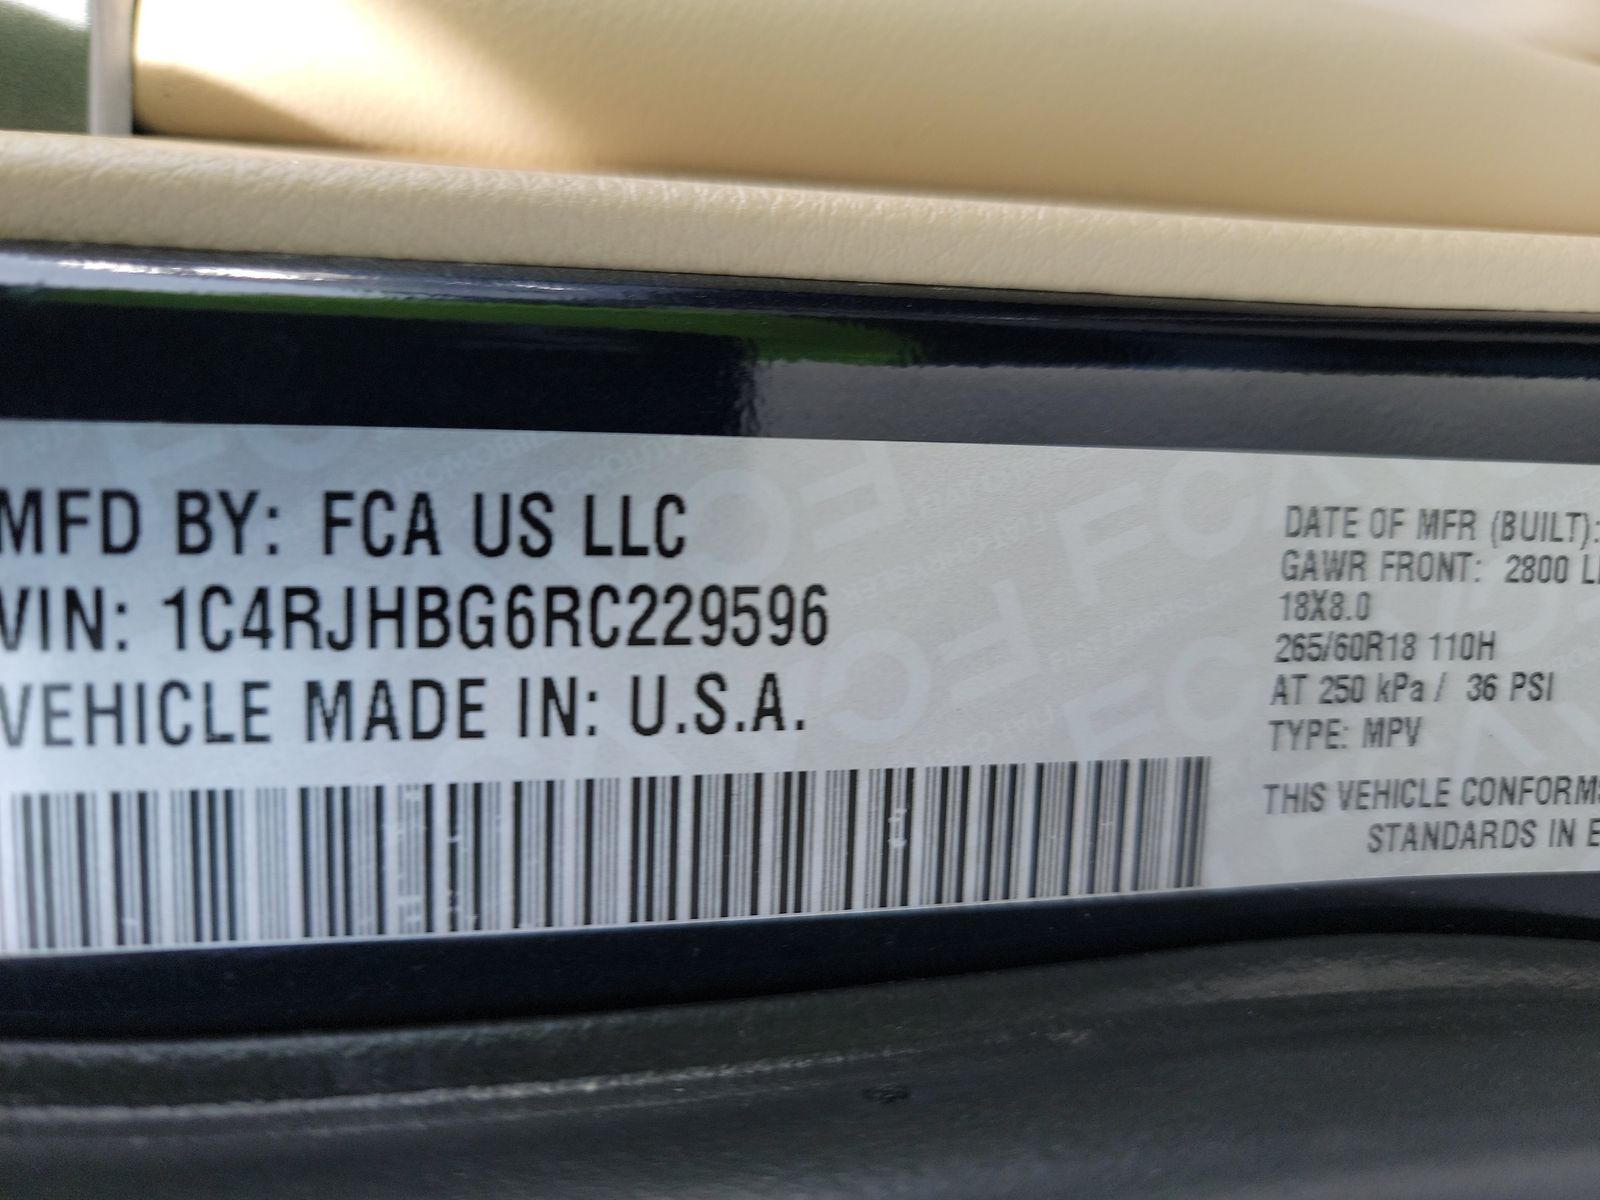 MFD BY: FCA US LLC
VIN: 1C4RJHBG6RC229596
VEHICLE MADE IN: U.S.A.
DATE OF MFR (BUILT):
GAWR FRONT: 2800
18X8.0
265/60R18 110H
AT 250 kPa / 36 PSI
TYPE: MPV
THIS VEHICLE CONFORMS
STANDARDS IN